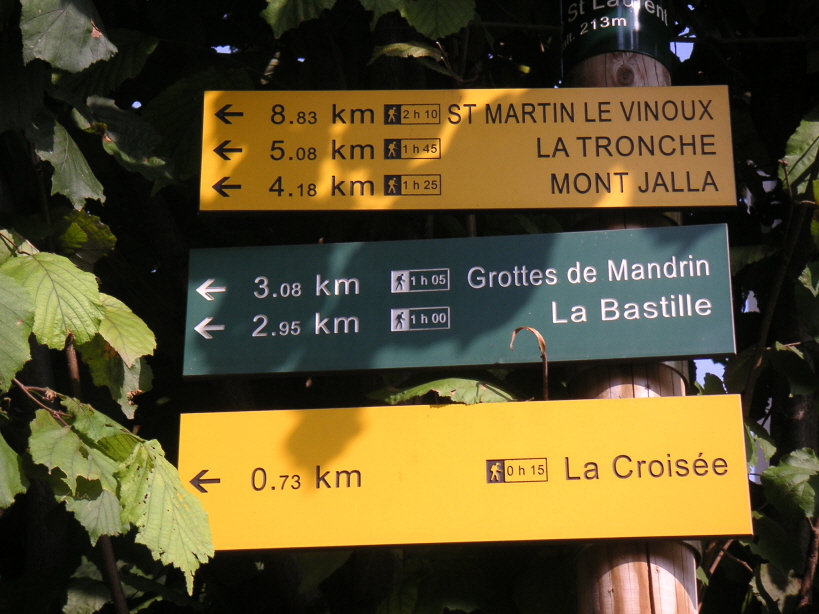 St Laurent
alt. 213m
← 8.83 km 2 h 10 ST MARTIN LE VINOUX
← 5.08 km 1 h 45 LA TRONCHE
← 4.18 km 1 h 25 MONT JALLA
← 3.08 km 1 h 05 Grottes de Mandrin
← 2.95 km 1 h 00 La Bastille
← 0.73 km 0 h 15 La Croisée